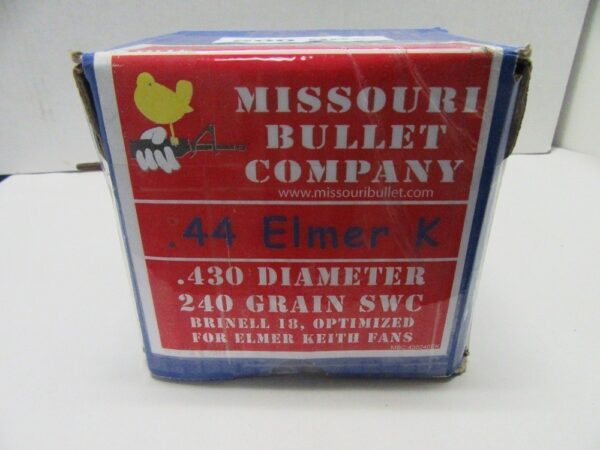 MISSOURI
BULLET
COMPANY
www.missouribullet.com
.44 Elmer K
.430 DIAMETER
240 GRAIN SWC
BRINELL 18, OPTIMIZED
FOR ELMER KEITH FANS